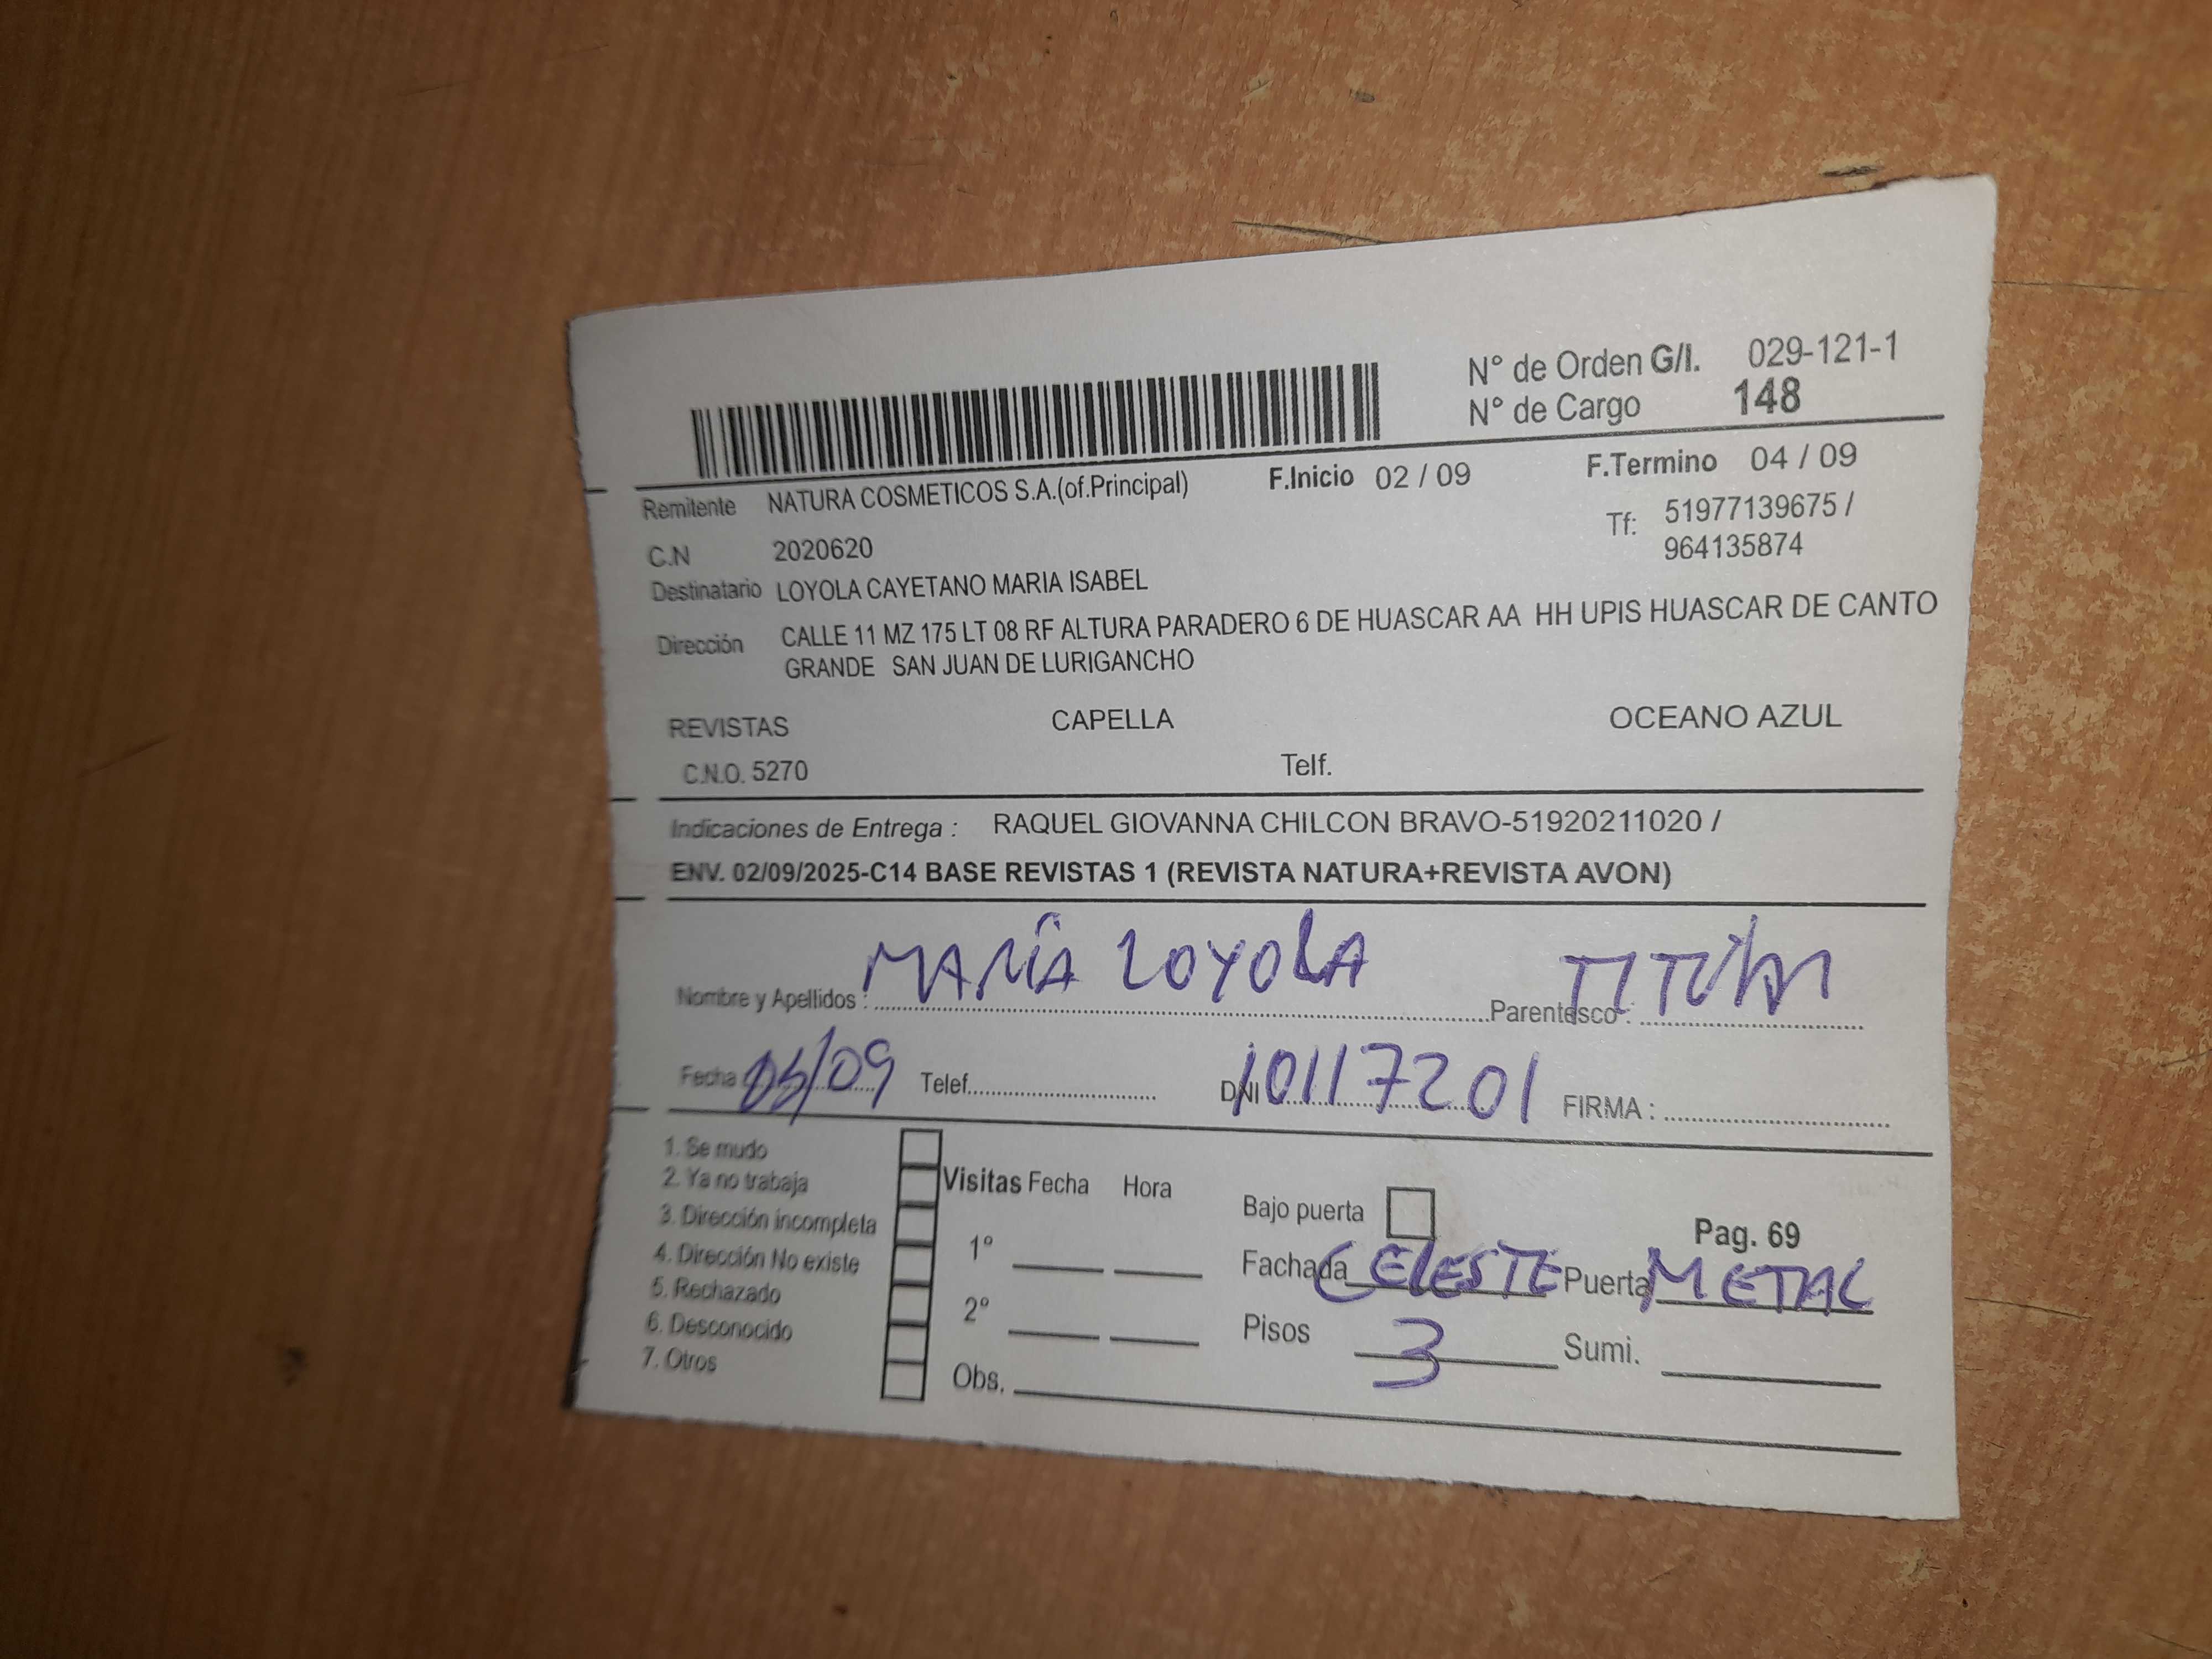 N° de Orden G/I. 029-121-1
N° de Cargo 148
Remitente NATURA COSMETICOS S.A.(of.Principal) F.Inicio 02 / 09 F.Termino 04 / 09
C.N 2020620 Tf: 51977139675 /
964135874
Destinatario LOYOLA CAYETANO MARIA ISABEL
Dirección CALLE 11 MZ 175 LT 08 RF ALTURA PARADERO 6 DE HUASCAR AA HH UPIS HUASCAR DE CANTO
GRANDE SAN JUAN DE LURIGANCHO
REVISTAS CAPELLA OCEANO AZUL
C.N.O. 5270 Telf.
Indicaciones de Entrega : RAQUEL GIOVANNA CHILCON BRAVO-51920211020 /
ENV. 02/09/2025-C14 BASE REVISTAS 1 (REVISTA NATURA+REVISTA AVON)
Nombre y Apellidos : MARÍA LOYOLA Parentesco :
Fecha /09 Telef. DNI 10117201 FIRMA :
1. Se mudo
2. Ya no trabaja
3. Dirección incompleta
4. Dirección No existe
5. Rechazado
6. Desconocido
7. Otros
Visitas Fecha Hora
1°
2°
Obs.
Bajo puerta
Pag. 69
Fachada CELESTE Puerta METAL
Pisos 3 Sumi.